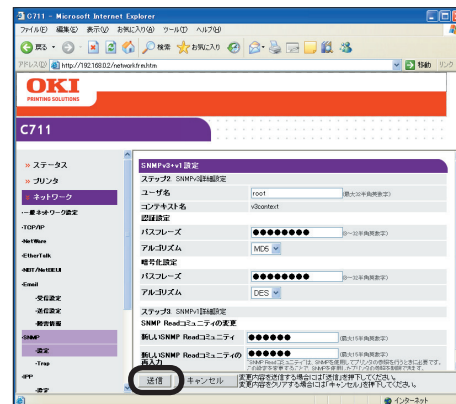 C711 - Microsoft Internet Explorer
ファイル(F) 編集(E) 表示(V) お気に入り(A) ツール(T) ヘルプ(H)
戻る 検索 お気に入り
アドレス(D) http://192.168.0.2/networkfre.htm 移動 リンク
OKI
PRINTING SOLUTIONS
C711
» ステータス
» プリンタ
» ネットワーク
-一般ネットワーク設定
-TCP/IP
-NetWare
-EtherTalk
-NBT/NetBEUI
-Email
-受信設定
-送信設定
-障害情報
-SNMP
-設定
-Trap
-IPP
-設定
SNMPv3+v1 設定
ステップ2 SNMPv3詳細設定
ユーザ名 root (最大32半角英数字)
コンテキスト名 v3context
認証設定
パスフレーズ ●●●●●●●● (8~32半角英数字)
アルゴリズム MD5
暗号化設定
パスフレーズ ●●●●●●●● (8~32半角英数字)
アルゴリズム DES
ステップ3 SNMPv1詳細設定
SNMP Readコミュニティの変更
新しいSNMP Readコミュニティ ●●●●●● (最大15半角英数字)
新しいSNMP Readコミュニティの再入力 ●●●●●● (最大15半角英数字)
送信 キャンセル
変更内容を送信する場合には「送信」を押下してください。
変更内容をクリアする場合には「キャンセル」を押下してください。
インターネット